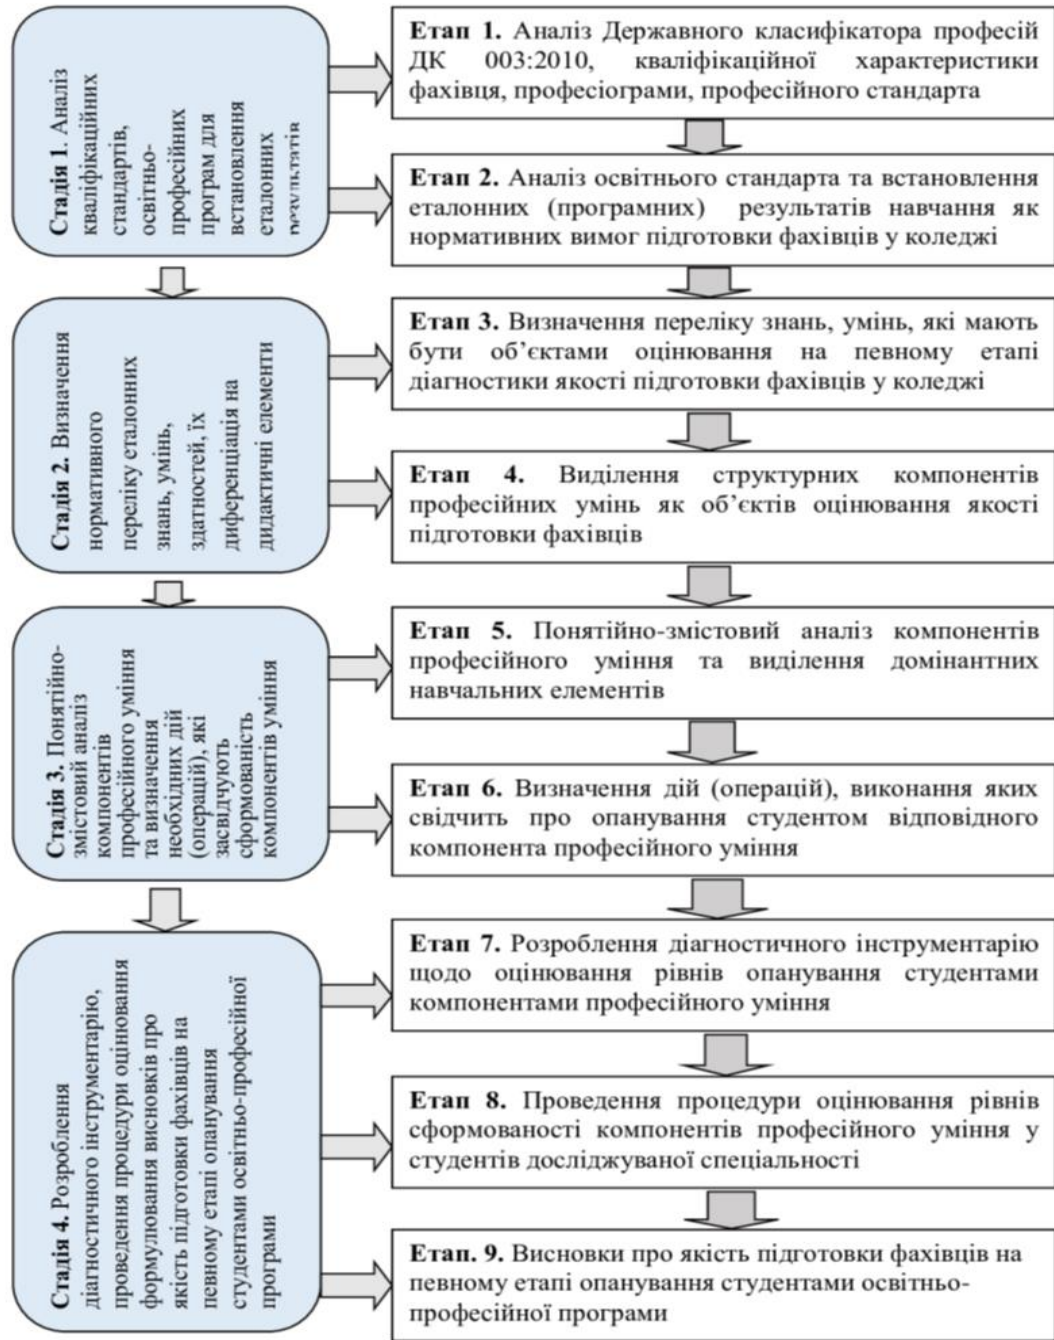 Стадія 1. Аналіз
кваліфікаційних
стандартів,
освітньо-
професійних
програм для
встановлення
еталонних
результатів
Етап 1. Аналіз Державного класифікатора професій
ДК 003:2010, кваліфікаційної характеристики
фахівця, професіограми, професійного стандарта
Етап 2. Аналіз освітнього стандарта та встановлення
еталонних (програмних) результатів навчання як
нормативних вимог підготовки фахівців у коледжі
Стадія 2. Визначення
нормативного
переліку еталонних
знань, умінь,
здатностей, їх
диференціація на
дидактичні елементи
Етап 3. Визначення переліку знань, умінь, які мають
бути об’єктами оцінювання на певному етапі
діагностики якості підготовки фахівців у коледжі
Етап 4. Виділення структурних компонентів
професійних умінь як об’єктів оцінювання якості
підготовки фахівців
Стадія 3. Понятійно-
змістовий аналіз
компонентів
професійного уміння
та визначення
необхідних дій
(операцій), які
засвідчують
сформованість
компонентів уміння
Етап 5. Понятійно-змістовий аналіз компонентів
професійного уміння та виділення домінантних
навчальних елементів
Етап 6. Визначення дій (операцій), виконання яких
свідчить про опанування студентом відповідного
компонента професійного уміння
Стадія 4. Розроблення
діагностичного інструментарію,
проведення процедури оцінювання
формулювання висновків про
якість підготовки фахівців на
певному етапі опанування
студентами освітньо-професійної
програми
Етап 7. Розроблення діагностичного інструментарію
щодо оцінювання рівнів опанування студентами
компонентами професійного уміння
Етап 8. Проведення процедури оцінювання рівнів
сформованості компонентів професійного уміння у
студентів досліджуваної спеціальності
Етап. 9. Висновки про якість підготовки фахівців на
певному етапі опанування студентами освітньо-
професійної програми